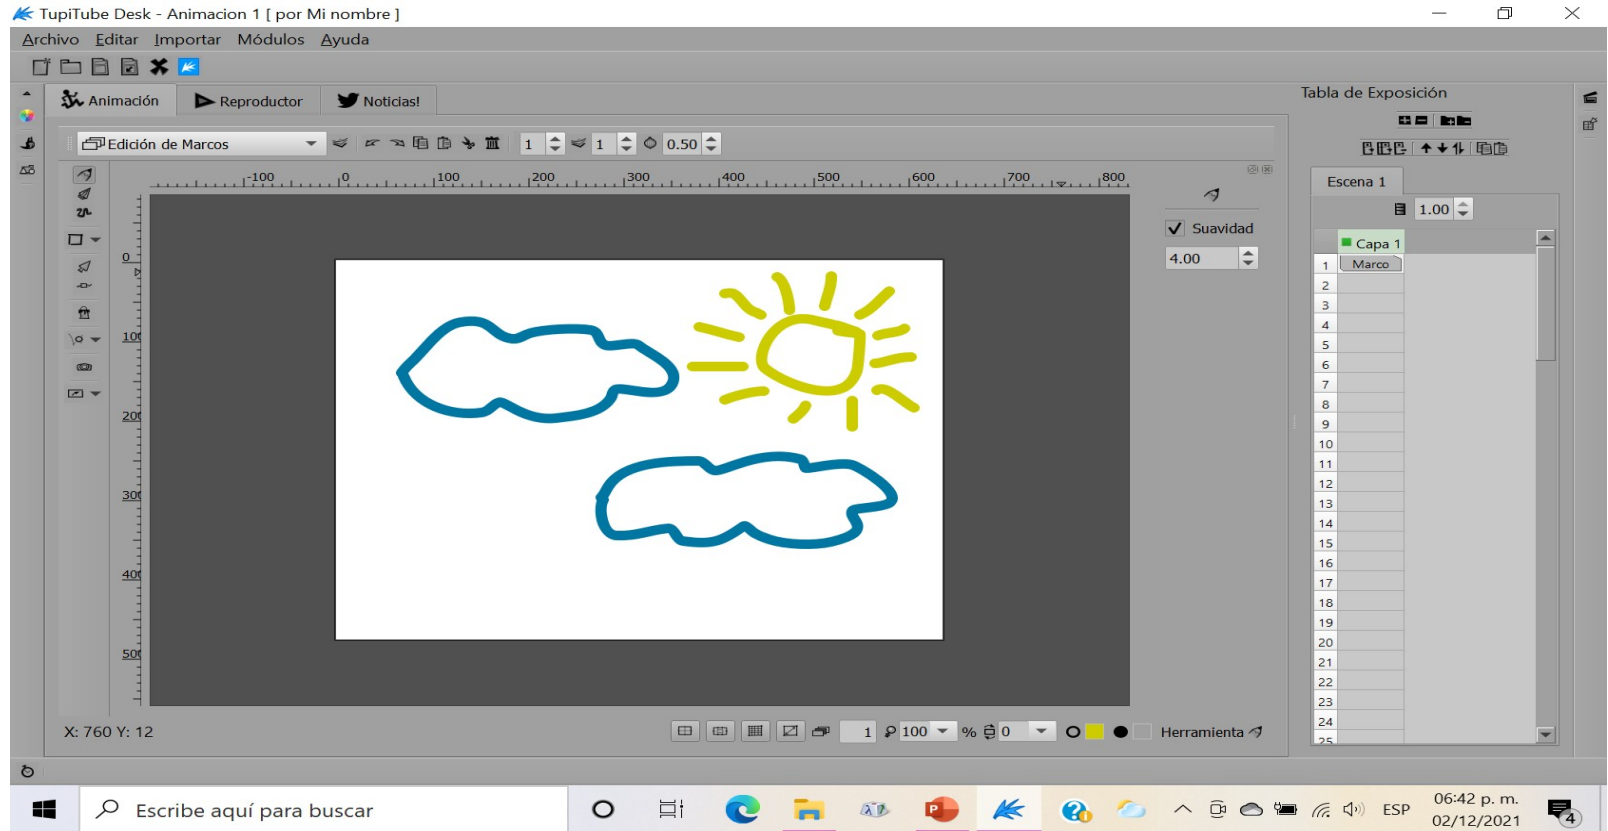 TupiTube Desk - Animacion 1 [ por Mi nombre ]
Archivo Editar Importar Módulos Ayuda
Animación Reproductor Noticias!
Tabla de Exposición
Edición de Marcos 1 1 0.50
-100 0 100 200 300 400 500 600 700 800
Escena 1
1.00
Suavidad
4.00
Capa 1
0
100
200
300
400
500
1 Marco
2
3
4
5
6
7
8
9
10
11
12
13
14
15
16
17
18
19
20
21
22
23
24
25
X: 760 Y: 12 1 100 % 0 Herramienta
Escribe aquí para buscar
ESP 06:42 p. m.
02/12/2021
4